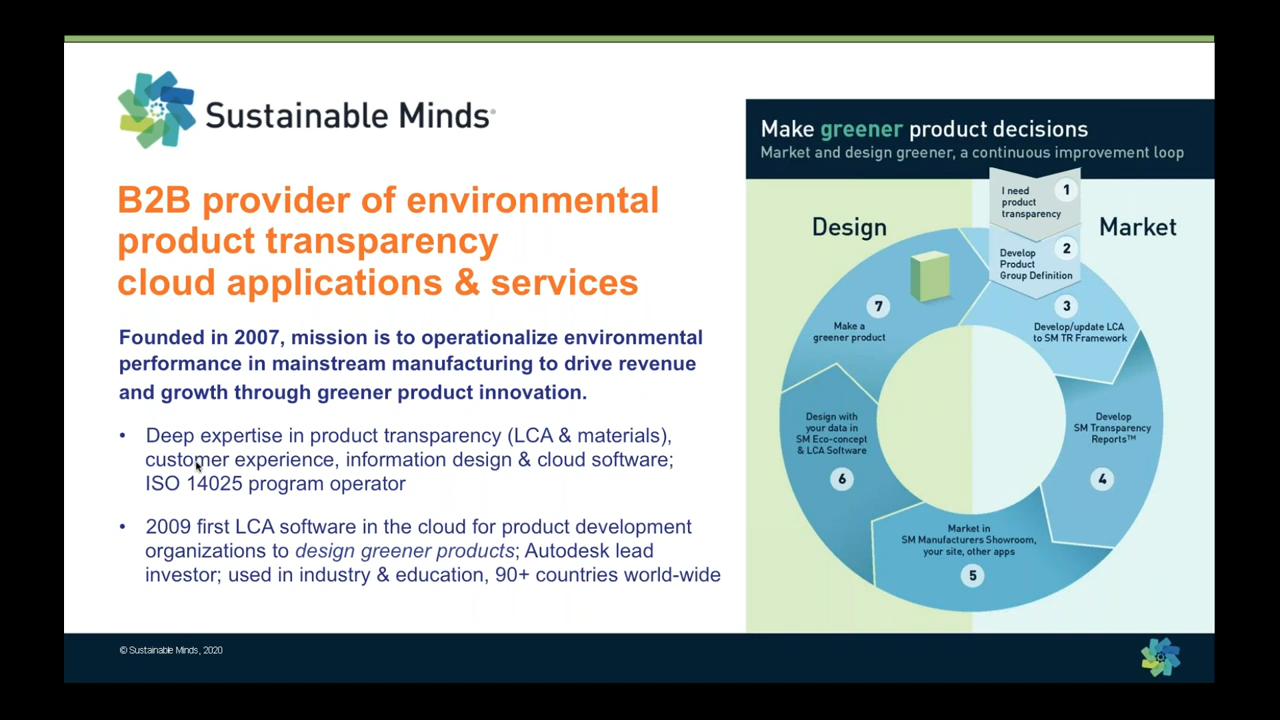 Sustainable Minds®
B2B provider of environmental
product transparency
cloud applications & services
Founded in 2007, mission is to operationalize environmental
performance in mainstream manufacturing to drive revenue
and growth through greener product innovation.
• Deep expertise in product transparency (LCA & materials),
customer experience, information design & cloud software;
ISO 14025 program operator
• 2009 first LCA software in the cloud for product development
organizations to design greener products; Autodesk lead
investor; used in industry & education, 90+ countries world-wide
Make greener product decisions
Market and design greener, a continuous improvement loop
Design
Market
I need
product
transparency
1
Develop
Product
Group Definition
2
3
Develop/update LCA
to SM TR Framework
Develop
SM Transparency
Reports™
4
Market in
SM Manufacturers Showroom,
your site, other apps
5
Design with
your data in
SM Eco-concept
& LCA Software
6
7
Make a
greener product
© Sustainable Minds, 2020